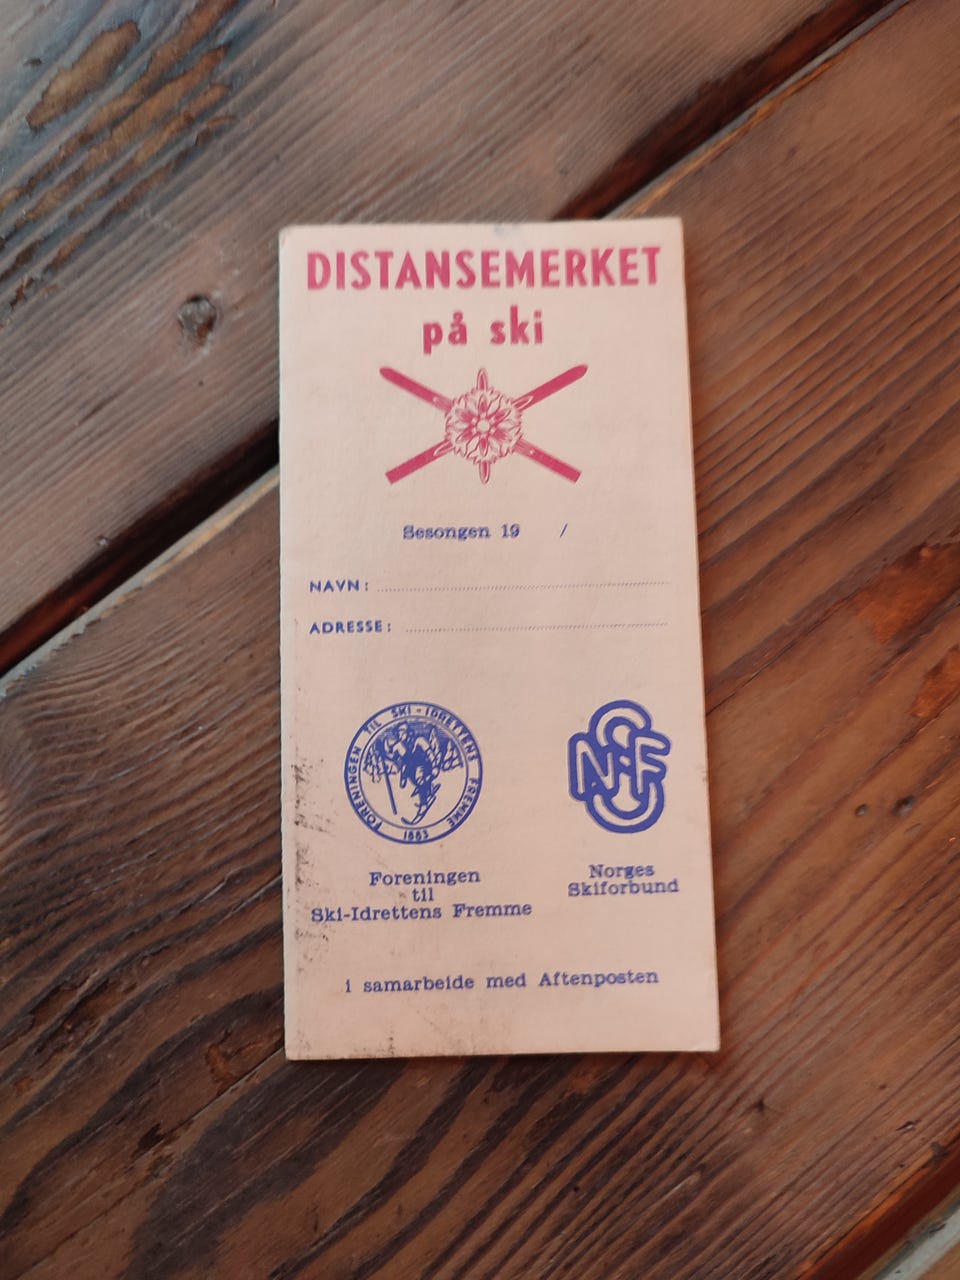 DISTANSEMERKET
på ski
Sesongen 19 /
NAVN:
ADRESSE:
FORENINGEN TIL SKI-IDRETTENS FREMME
1883
NSF
Foreningen
til
Ski-Idrettens Fremme
Norges
Skiforbund
i samarbeide med Aftenposten